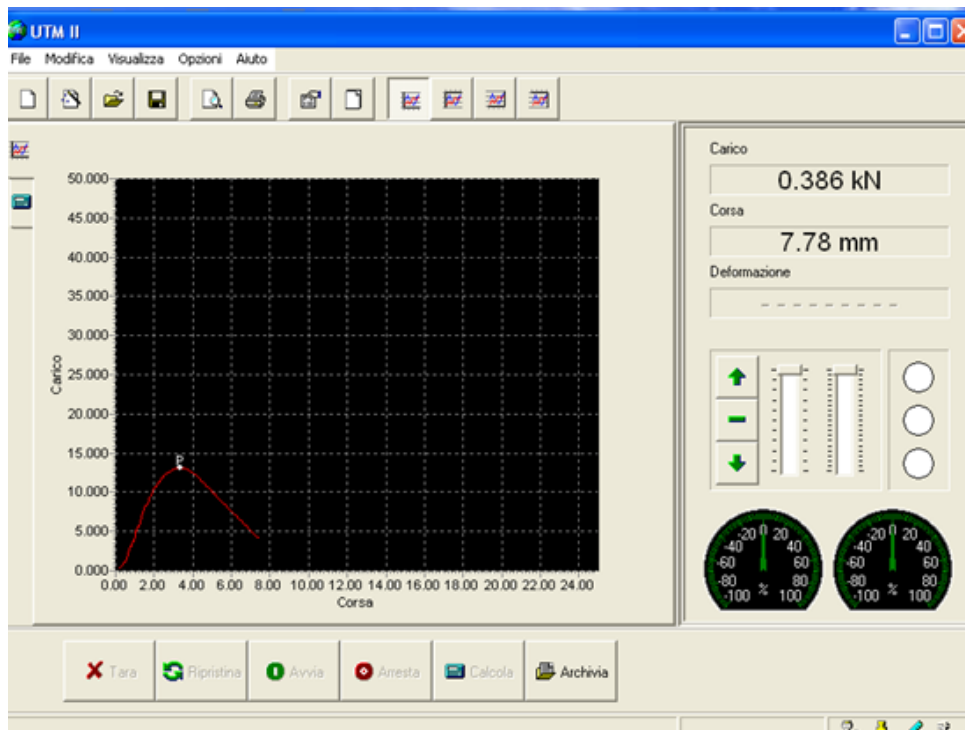 UTM II
File Modifica Visualizza Opzioni Aiuto
50.000
45.000
40.000
35.000
30.000
25.000
20.000
15.000
10.000
5.000
0.000
Carico
P
0.00 2.00 4.00 6.00 8.00 10.00 12.00 14.00 16.00 18.00 20.00 22.00 24.00
Corsa
Carico
0.386 kN
Corsa
7.78 mm
Deformazione
- - - - - - - - -
-20 0 20
-40 40
-60 60
-80 80
-100 % 100
-20 0 20
-40 40
-60 60
-80 80
-100 % 100
Tara Ripristina Avvia Arresta Calcola Archivia